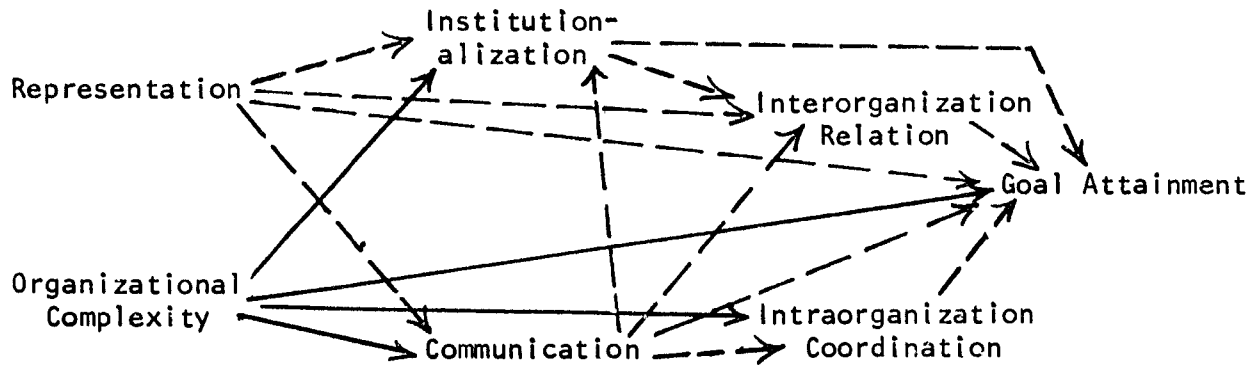 Institution-
alization
Representation
Interorganization
Relation
Goal Attainment
Organizational
Complexity
Intraorganization
Coordination
Communication